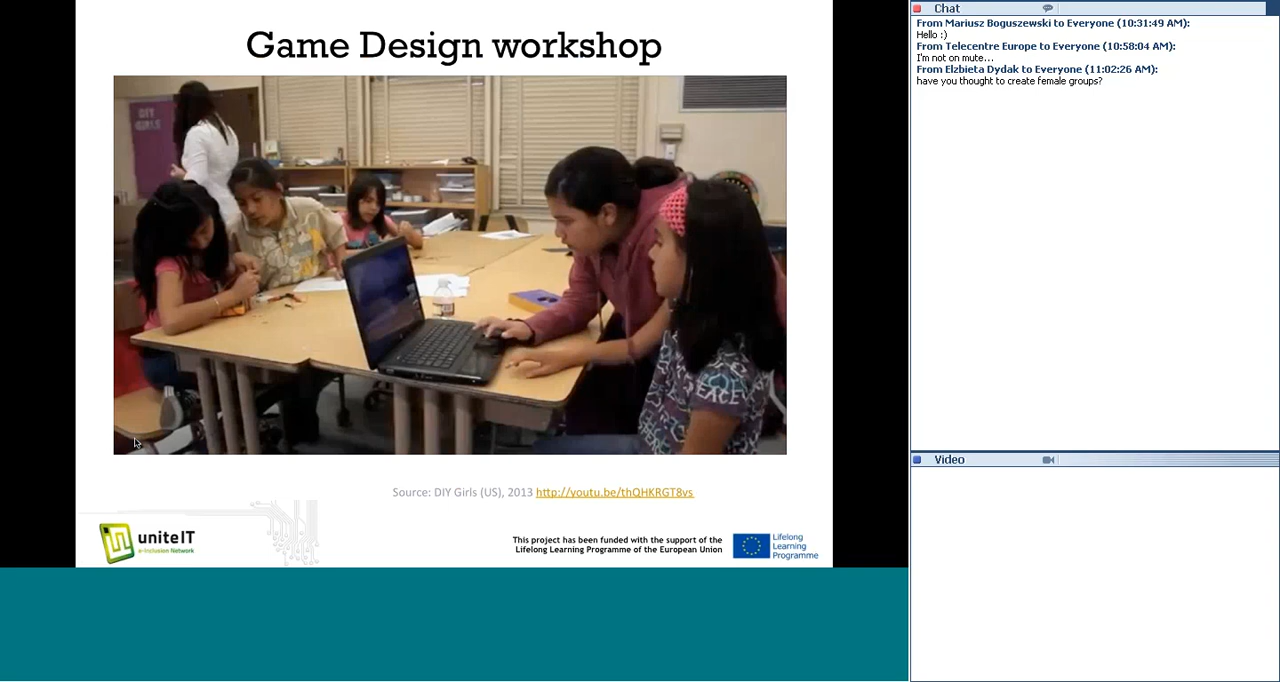 Game Design workshop
DIY
GIRLS
PEACE
Source: DIY Girls (US), 2013 http://youtu.be/thQHKRGT8vs
uniteIT
e-Inclusion Network
This project has been funded with the support of the
Lifelong Learning Programme of the European Union
Lifelong
Learning
Programme
Chat
From Mariusz Boguszewski to Everyone (10:31:49 AM):
Hello :)
From Telecentre Europe to Everyone (10:58:04 AM):
I'm not on mute...
From Elzbieta Dydak to Everyone (11:02:26 AM):
have you thought to create female groups?
Video